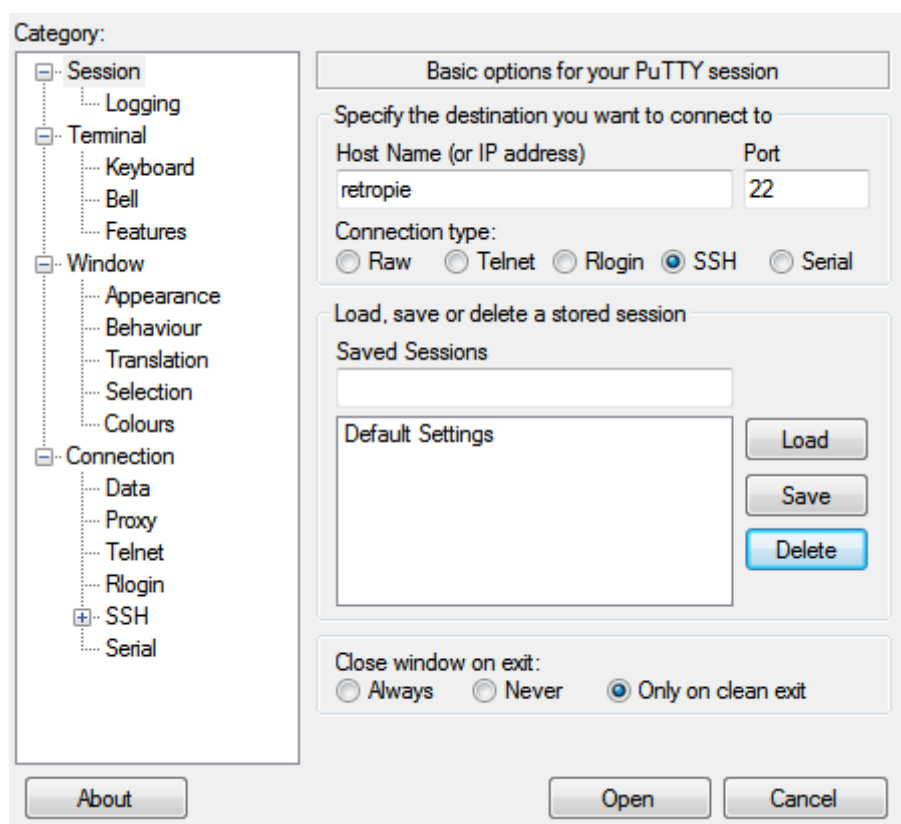 Category:
Session
Logging
Terminal
Keyboard
Bell
Features
Window
Appearance
Behaviour
Translation
Selection
Colours
Connection
Data
Proxy
Telnet
Rlogin
SSH
Serial
Basic options for your PuTTY session
Specify the destination you want to connect to
Host Name (or IP address) Port
retropie 22
Connection type:
Raw Telnet Rlogin SSH Serial
Load, save or delete a stored session
Saved Sessions
Default Settings
Load
Save
Delete
Close window on exit:
Always Never Only on clean exit
About Open Cancel